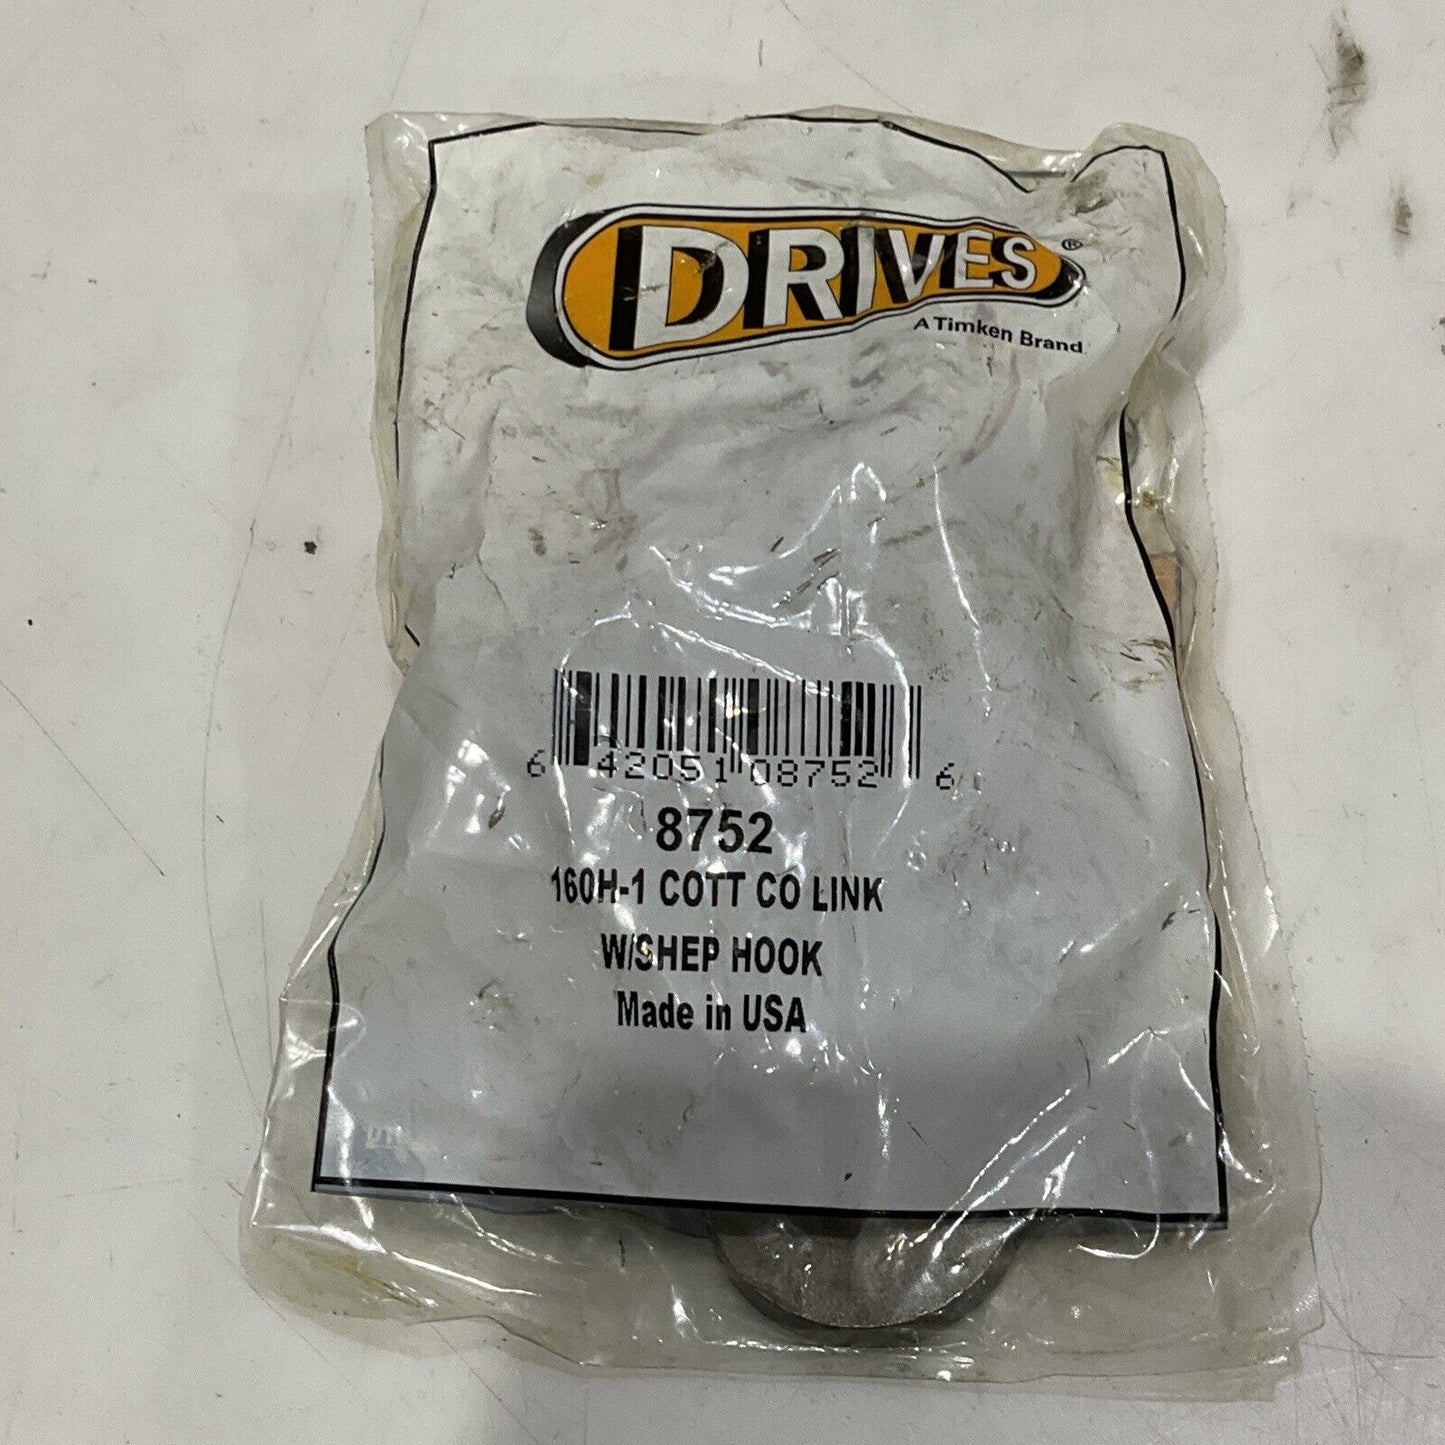 DRIVES®
A Timken Brand
6 42051 08752 6
8752
160H-1 COTT CO LINK
W/SHEP HOOK
Made in USA